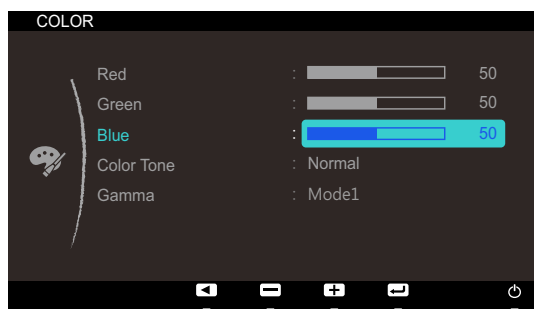 COLOR
Red : 50
Green : 50
Blue : 50
Color Tone : Normal
Gamma : Mode1